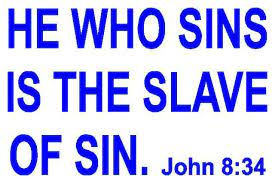 HE WHO SINS
IS THE SLAVE
OF SIN. John 8:34